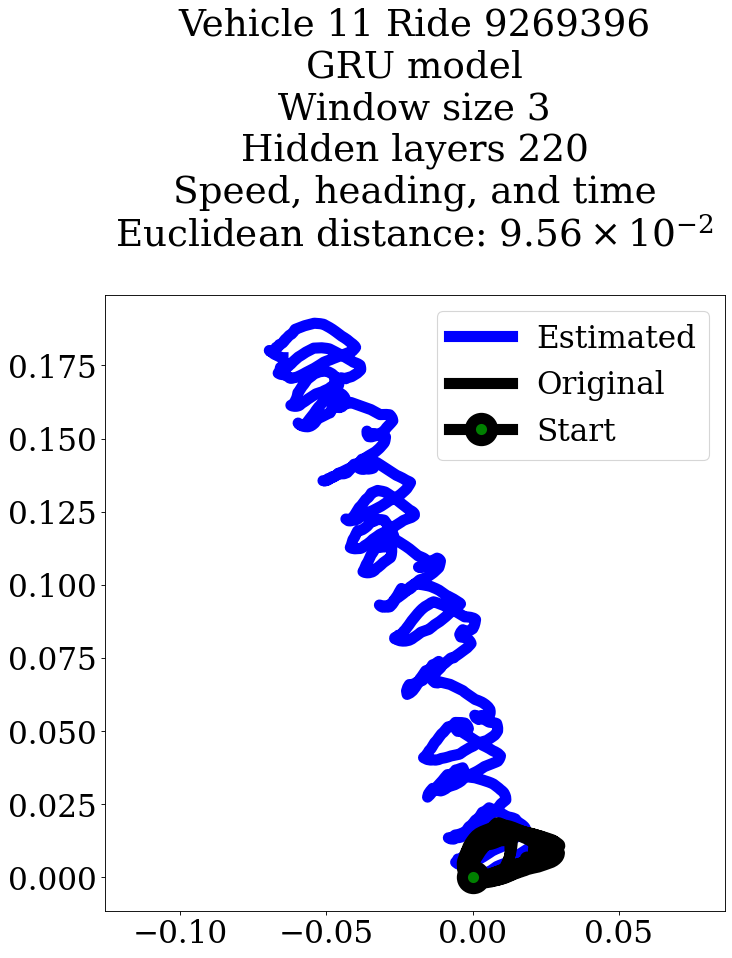 Vehicle 11 Ride 9269396
GRU model
Window size 3
Hidden layers 220
Speed, heading, and time
Euclidean distance: 9.56 × 10⁻²
Estimated
Original
Start
0.175
0.150
0.125
0.100
0.075
0.050
0.025
0.000
−0.10 −0.05 0.00 0.05